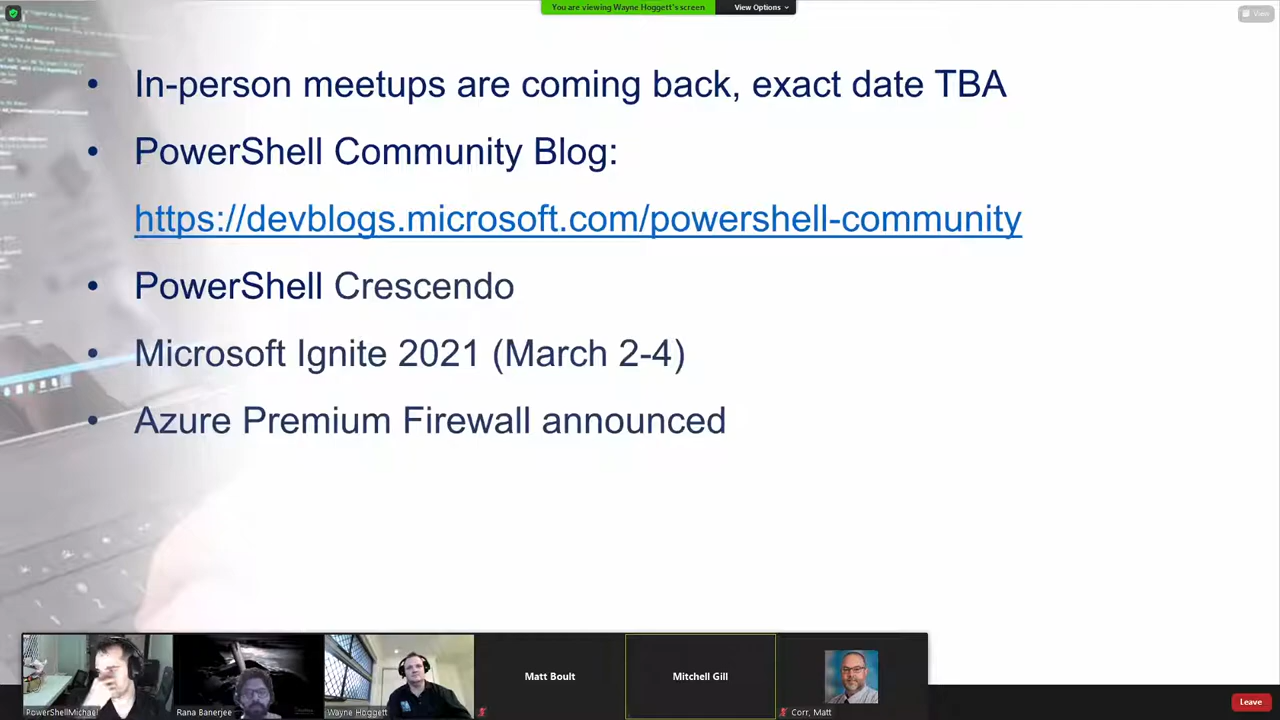 You are viewing Wayne Hoggett's screen
View Options
View
• In-person meetups are coming back, exact date TBA
• PowerShell Community Blog:
https://devblogs.microsoft.com/powershell-community
• PowerShell Crescendo
• Microsoft Ignite 2021 (March 2-4)
• Azure Premium Firewall announced
PowerShellMichael
Rana Banerjee
Wayne Hoggett
Matt Boult
Mitchell Gill
Corr, Matt
Leave